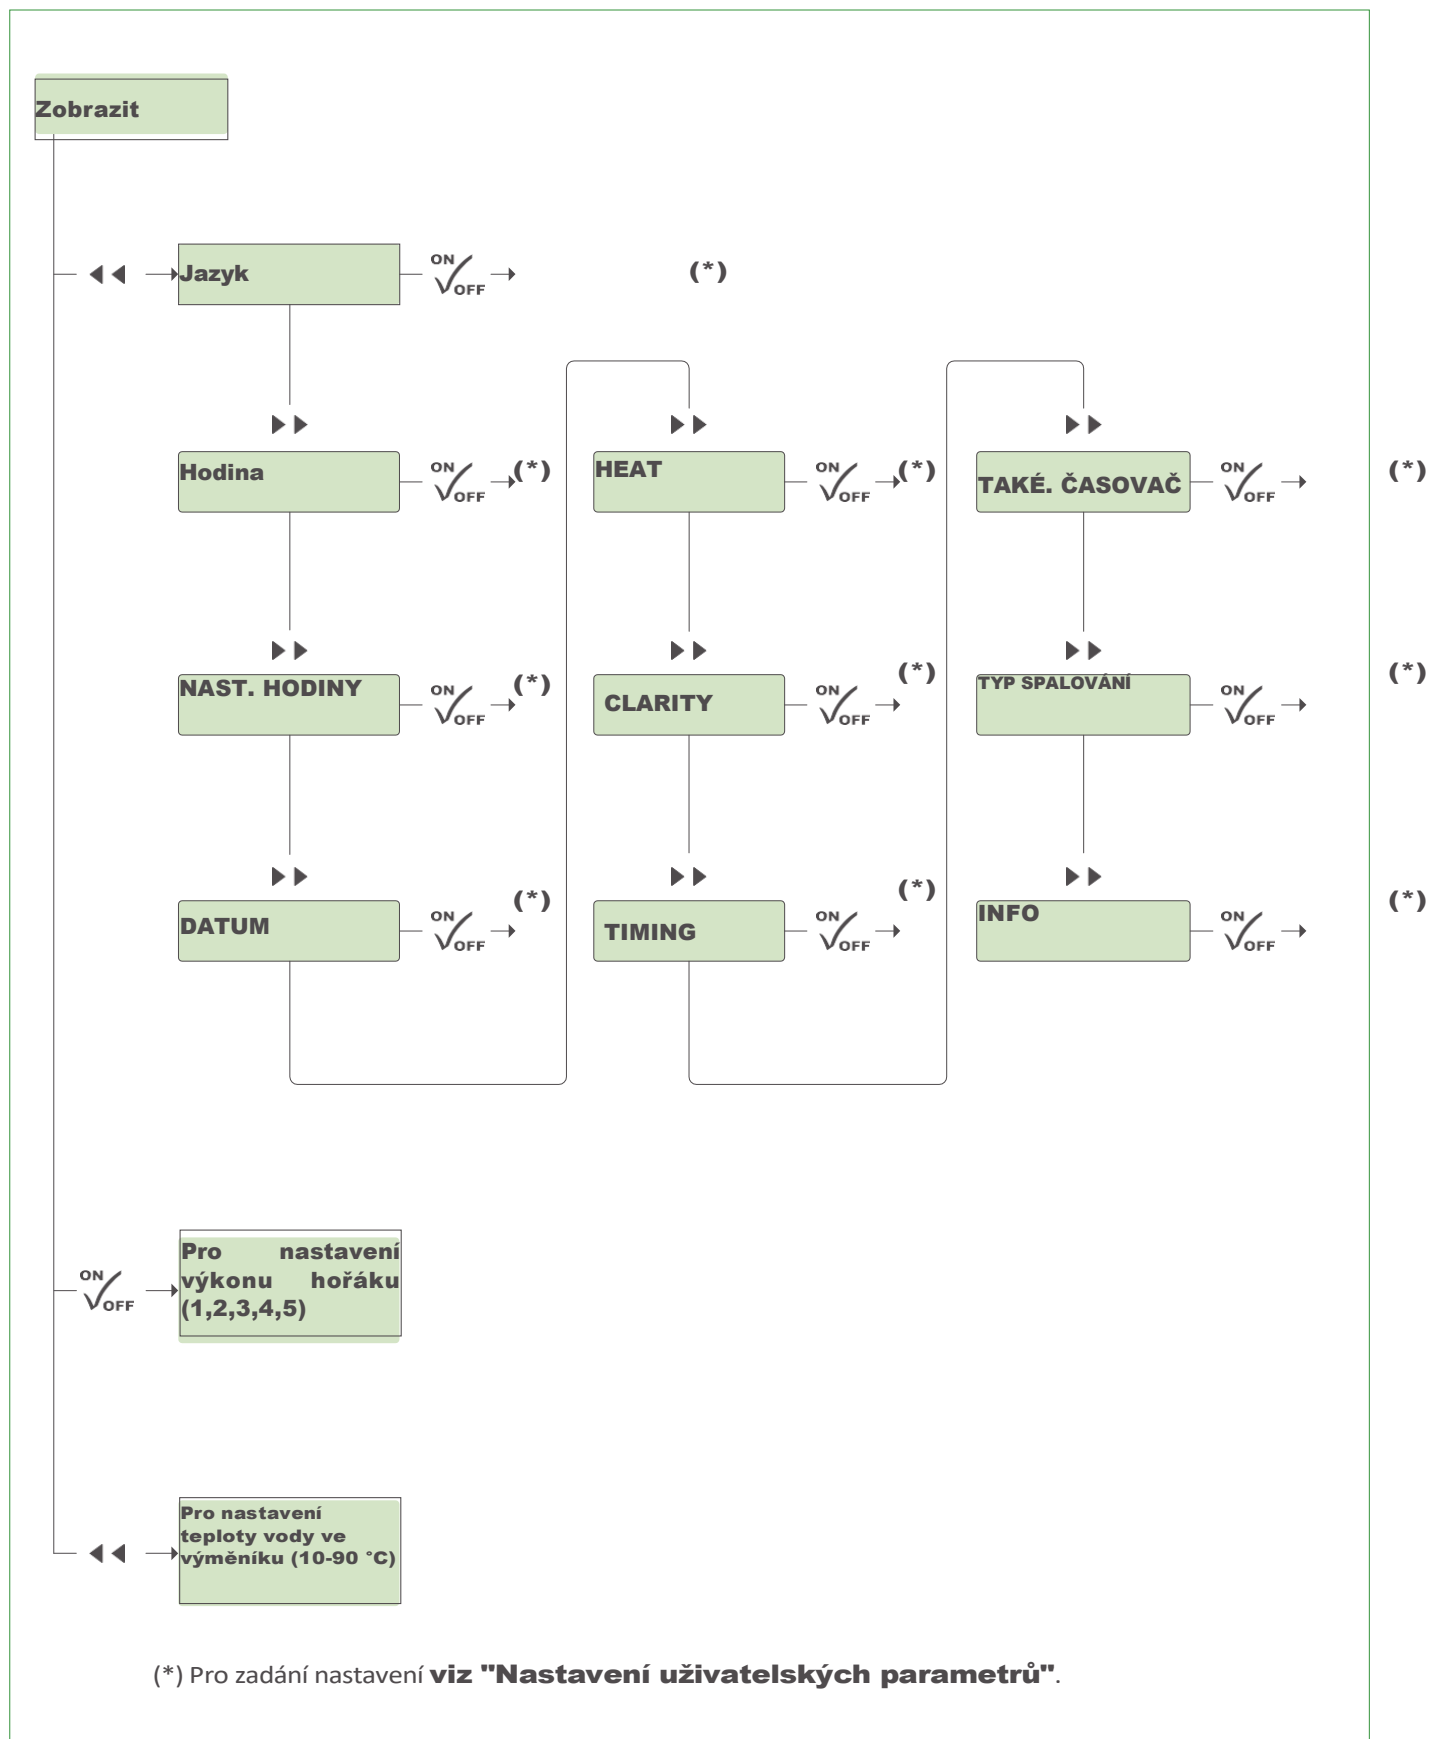 Zobrazit
Jazyk
ON
OFF
(*)
Hodina
ON
OFF
(*)
HEAT
ON
OFF
(*)
TAKÉ. ČASOVAČ
ON
OFF
(*)
NAST. HODINY
ON
OFF
(*)
CLARITY
ON
OFF
(*)
TYP SPALOVÁNÍ
ON
OFF
(*)
DATUM
ON
OFF
(*)
TIMING
ON
OFF
(*)
INFO
ON
OFF
(*)
ON
OFF
Pro nastavení
výkonu hořáku
(1,2,3,4,5)
Pro nastavení
teploty vody ve
výměníku (10-90 °C)
(*) Pro zadání nastavení viz "Nastavení uživatelských parametrů".